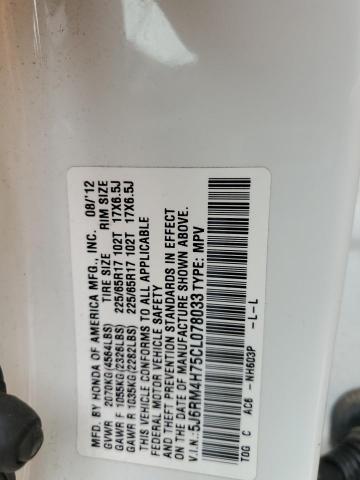 MFD. BY HONDA OF AMERICA MFG., INC. 08/'12
GVWR 2070KG(4564LBS) RIM SIZE
GAWR F 1055KG(2326LBS) 225/65R17 102T 17X6.5J
GAWR R 1035KG(2282LBS) 225/65R17 102T 17X6.5J
THIS VEHICLE CONFORMS TO ALL APPLICABLE
FEDERAL MOTOR VEHICLE SAFETY
AND THEFT PREVENTION STANDARDS IN EFFECT
ON THE DATE OF MANUFACTURE SHOWN ABOVE.
V.I.N.:5J6RM4H75CL078033 TYPE: MPV
TDG C AC6 -NH603P -L-L